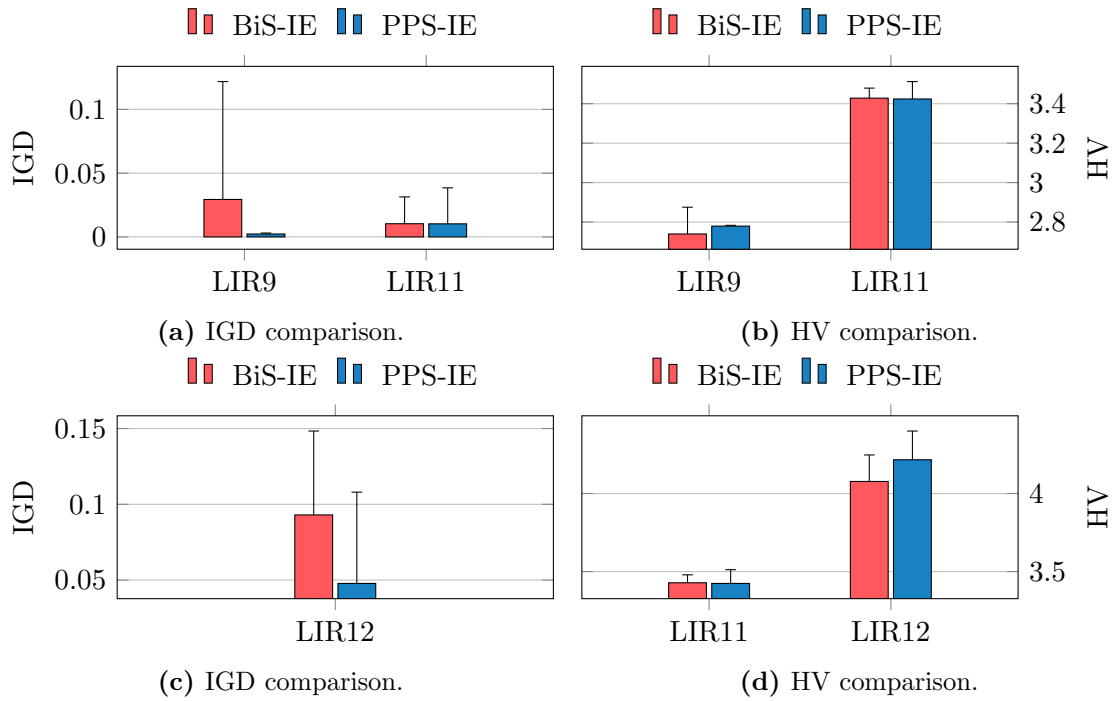 BiS-IE PPS-IE
0.1
0.05
0
IGD
LIR9 LIR11
(a) IGD comparison.
BiS-IE PPS-IE
3.4
3.2
3
2.8
HV
LIR9 LIR11
(b) HV comparison.
BiS-IE PPS-IE
0.15
0.1
0.05
IGD
LIR12
(c) IGD comparison.
BiS-IE PPS-IE
4
3.5
HV
LIR11 LIR12
(d) HV comparison.